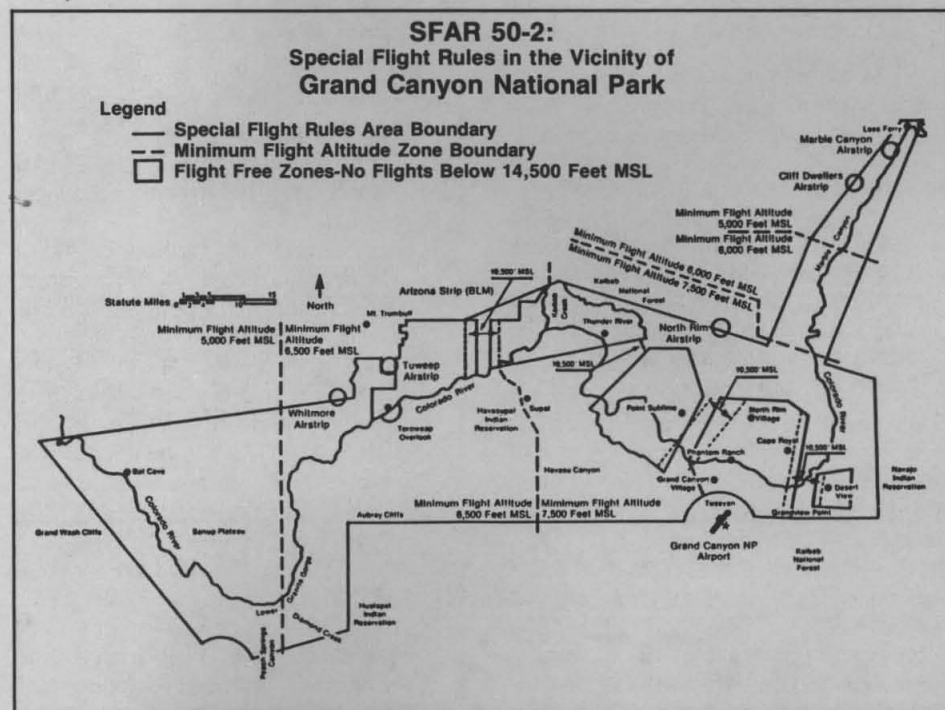 SFAR 50-2:
Special Flight Rules in the Vicinity of
Grand Canyon National Park
Legend
Special Flight Rules Area Boundary
Minimum Flight Altitude Zone Boundary
Flight Free Zones-No Flights Below 14,500 Feet MSL
Lees Ferry
Marble Canyon
Airstrip
Cliff Dwellers
Airstrip
Minimum Flight Altitude
5,000 Feet MSL
Minimum Flight Altitude
6,000 Feet MSL
Marble Canyon
Minimum Flight Altitude 6,000 Feet MSL
Minimum Flight Altitude 7,500 Feet MSL
Statute Miles
North
Arizona Strip (BLM)
10,500' MSL
Kanab
Creek
Kaibab
National
Forest
Mt. Trumbull
Minimum Flight Altitude
5,000 Feet MSL
Minimum Flight
Altitude
6,500 Feet MSL
Thunder River
North Rim
Airstrip
Tuweep
Airstrip
10,500' MSL
10,500' MSL
Whitmore
Airstrip
Colorado River
Toroweap
Overlook
Havasupai
Indian
Reservation
Supai
Point Sublime
North Rim
Village
Colorado River
Cape Royal
Phantom Ranch
10,500' MSL
Bat Cave
Havasu Canyon
Grand Canyon
Village
Desert
View
Navajo
Indian
Reservation
Colorado River
Sanup Plateau
Grand Wash Cliffs
Aubrey Cliffs
Minimum Flight Altitude
6,500 Feet MSL
Minimum Flight Altitude
7,500 Feet MSL
Tusayan
Grandview Point
Grand Canyon NP
Airport
Kaibab
National
Forest
Lower Granite Gorge
Diamond Creek
Hualapai
Indian
Reservation
Peach Springs
Canyon